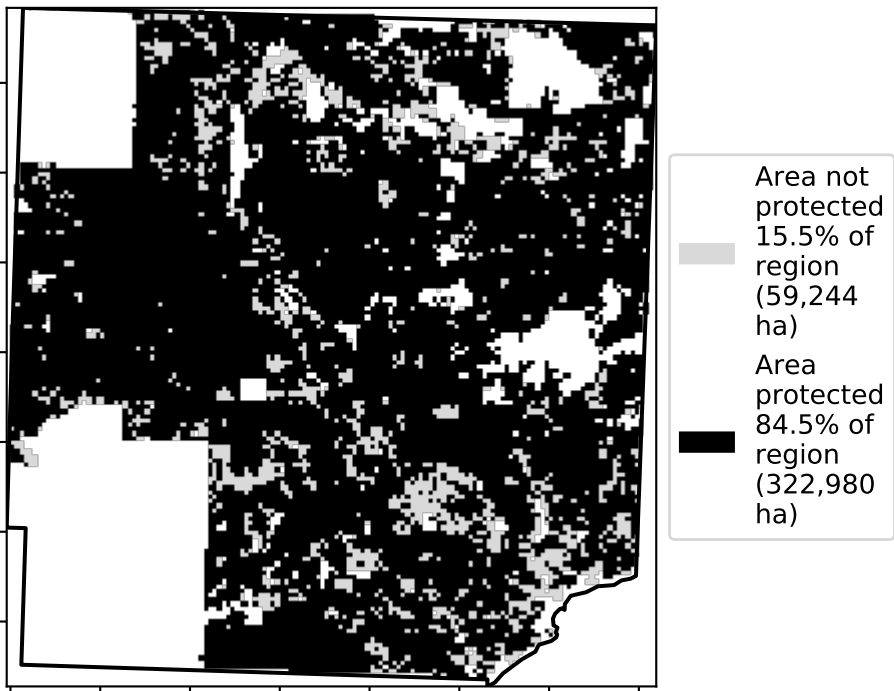 Area not
protected
15.5% of
region
(59,244
ha)
Area
protected
84.5% of
region
(322,980
ha)